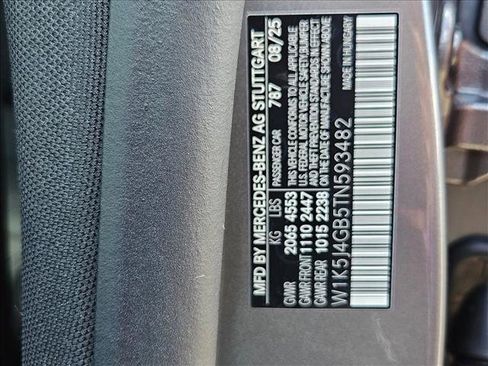 MFD BY MERCEDES-BENZ AG STUTTGART
PASSENGER CAR 787 08/25
KG LBS
GVWR 2065 4553
GAWR FRONT 1110 2447
GAWR REAR 1015 2238
THIS VEHICLE CONFORMS TO ALL APPLICABLE
U.S. FEDERAL MOTOR VEHICLE SAFETY, BUMPER
AND THEFT PREVENTION STANDARDS IN EFFECT
ON THE DATE OF MANUFACTURE SHOWN ABOVE
W1K5J4GB5TN593482 MADE IN HUNGARY